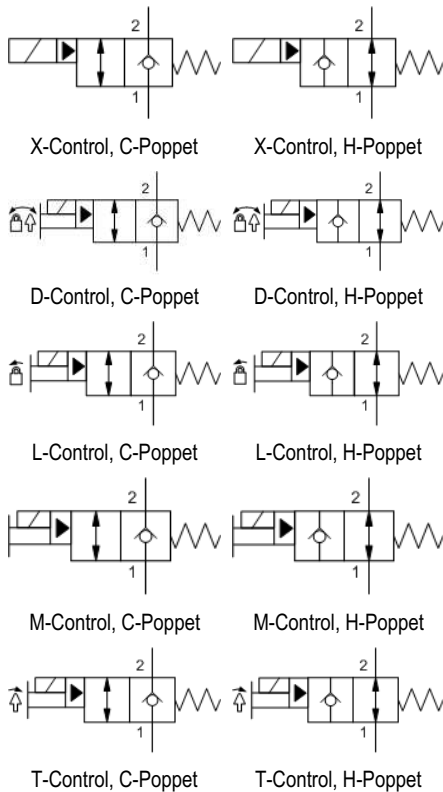 2 2
1 1
X-Control, C-Poppet X-Control, H-Poppet
2 2
1 1
D-Control, C-Poppet D-Control, H-Poppet
2 2
1 1
L-Control, C-Poppet L-Control, H-Poppet
2 2
1 1
M-Control, C-Poppet M-Control, H-Poppet
2 2
1 1
T-Control, C-Poppet T-Control, H-Poppet